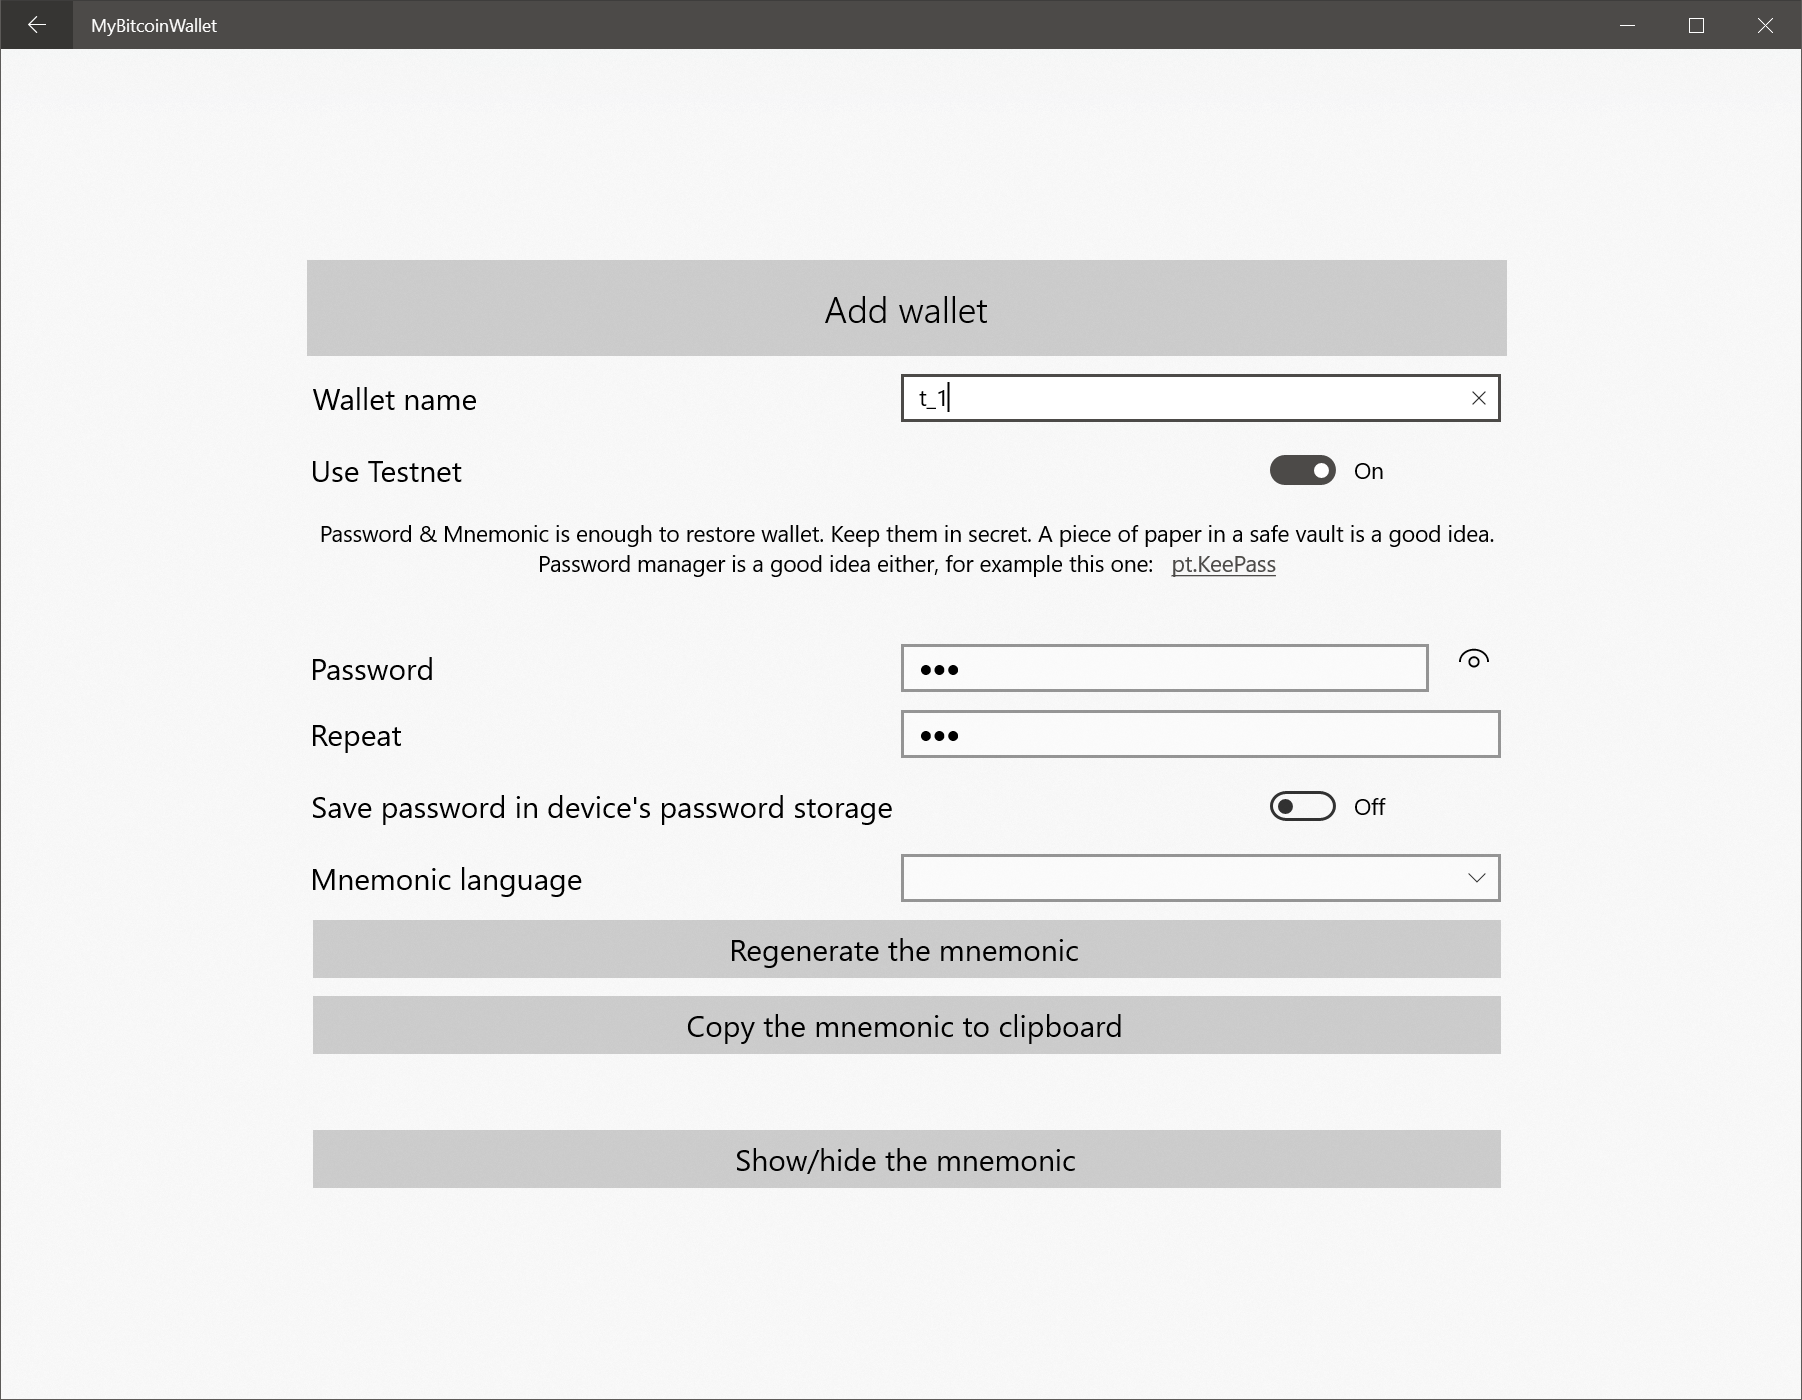 MyBitcoinWallet
Add wallet
Wallet name
t_1
Use Testnet
On
Password & Mnemonic is enough to restore wallet. Keep them in secret. A piece of paper in a safe vault is a good idea.
Password manager is a good idea either, for example this one: pt.KeePass
Password
●●●
Repeat
●●●
Save password in device's password storage
Off
Mnemonic language
Regenerate the mnemonic
Copy the mnemonic to clipboard
Show/hide the mnemonic